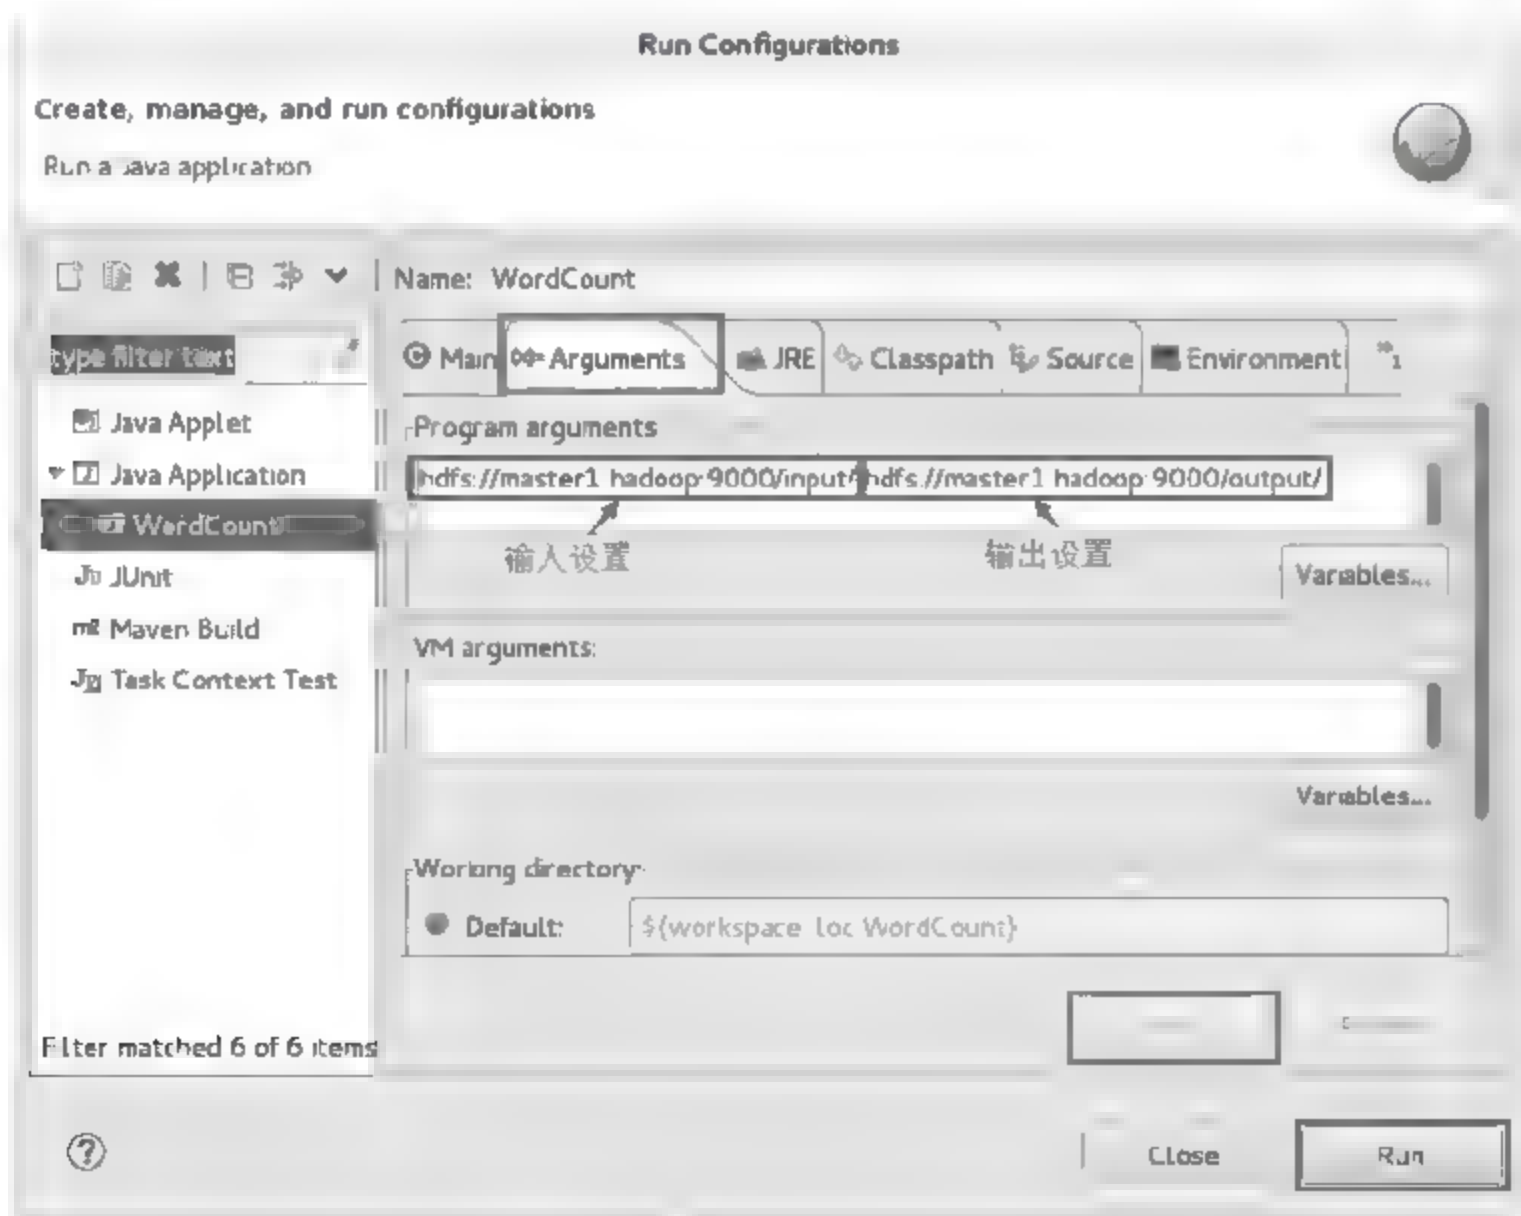 Run Configurations
Create, manage, and run configurations
Run a Java application
Name: WordCount
type filter text
Main Arguments JRE Classpath Source Environment »1
Java Applet
Java Application
WordCount
JUnit
Maven Build
Task Context Test
Filter matched 6 of 6 items
Program arguments
hdfs://master1 hadoop:9000/input/ hdfs://master1 hadoop:9000/output/
输入设置 输出设置
Variables...
VM arguments:
Variables...
Working directory:
Default: ${workspace_loc WordCount}
Close Run